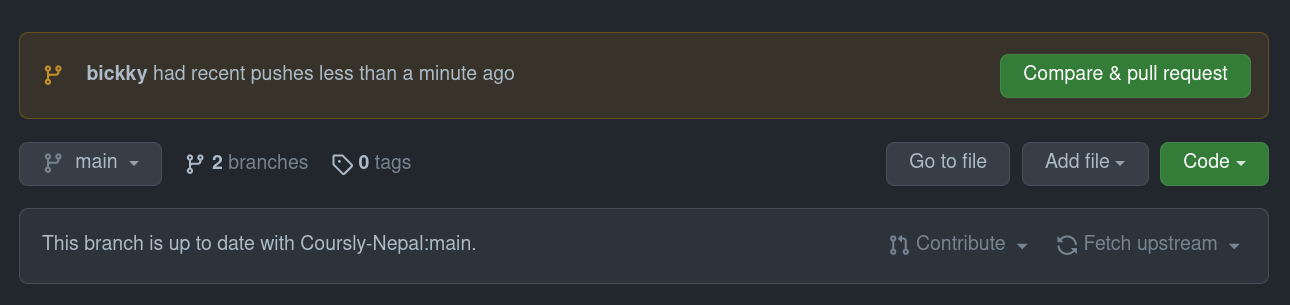 bickky had recent pushes less than a minute ago Compare & pull request
main 2 branches 0 tags Go to file Add file Code
This branch is up to date with Coursly-Nepal:main. Contribute Fetch upstream